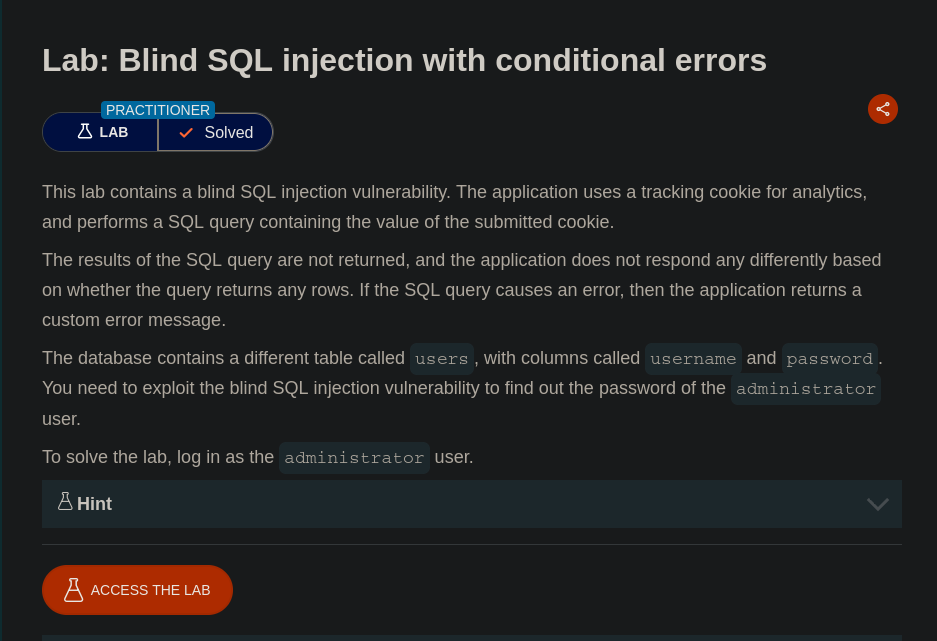 Lab: Blind SQL injection with conditional errors
PRACTITIONER
LAB
Solved
This lab contains a blind SQL injection vulnerability. The application uses a tracking cookie for analytics,
and performs a SQL query containing the value of the submitted cookie.
The results of the SQL query are not returned, and the application does not respond any differently based
on whether the query returns any rows. If the SQL query causes an error, then the application returns a
custom error message.
The database contains a different table called users, with columns called username and password.
You need to exploit the blind SQL injection vulnerability to find out the password of the administrator
user.
To solve the lab, log in as the administrator user.
Hint
ACCESS THE LAB